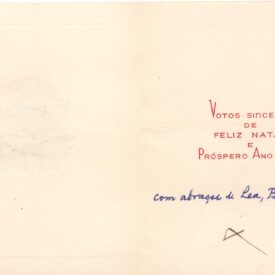 VOTOS SINCE
DE
FELIZ NATA
E
PRÓSPERO ANO
com abraços de Lea, B